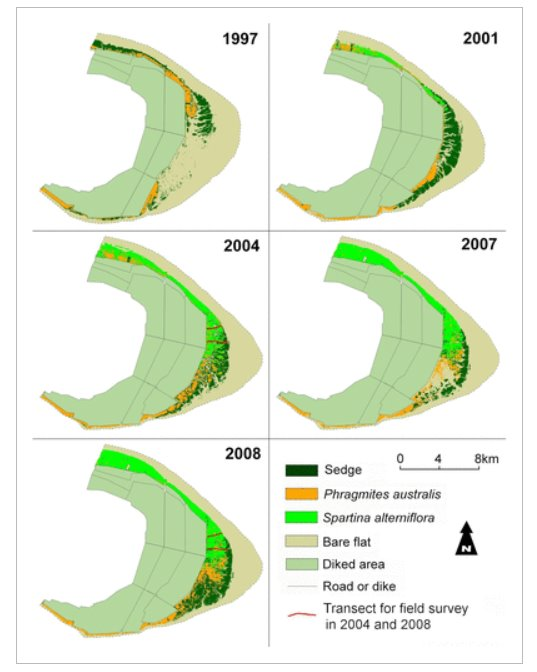 1997
2001
2004
2007
2008
0 4 8km
Sedge
Phragmites australis
Spartina alterniflora
Bare flat
Diked area
Road or dike
Transect for field survey
in 2004 and 2008
N